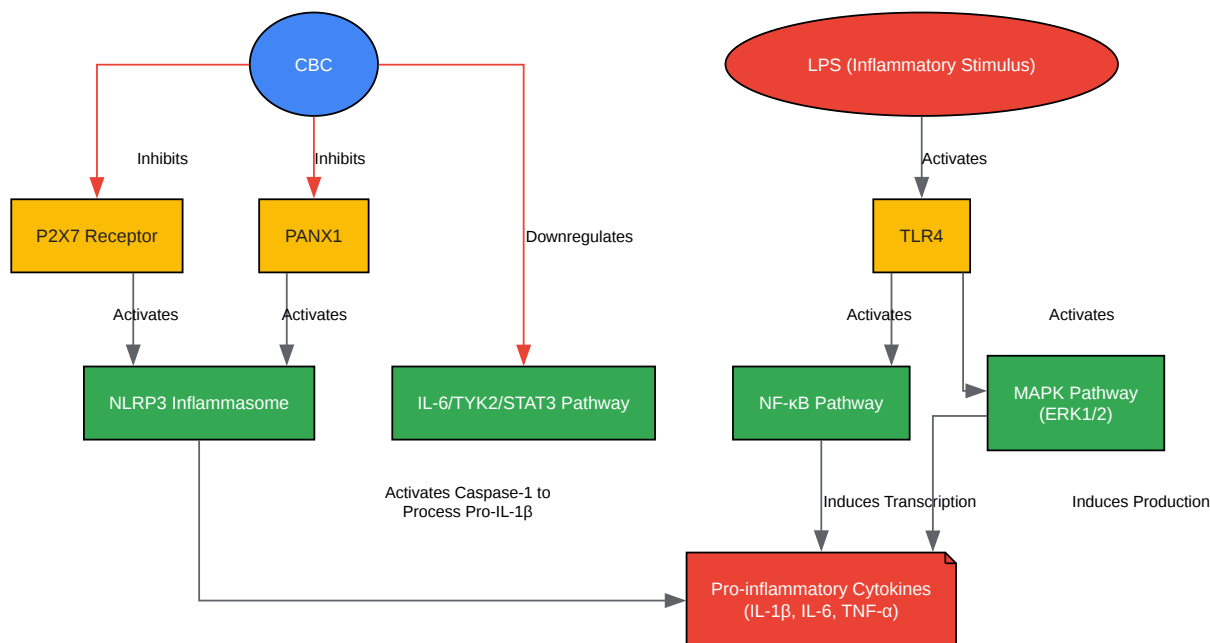 CBC
LPS (Inflammatory Stimulus)
Inhibits
Inhibits
Activates
P2X7 Receptor
PANX1
TLR4
Downregulates
Activates
Activates
Activates
Activates
NLRP3 Inflammasome
IL-6/TYK2/STAT3 Pathway
NF-κB Pathway
MAPK Pathway
(ERK1/2)
Activates Caspase-1 to
Process Pro-IL-1β
Induces Transcription
Induces Production
Pro-inflammatory Cytokines
(IL-1β, IL-6, TNF-α)